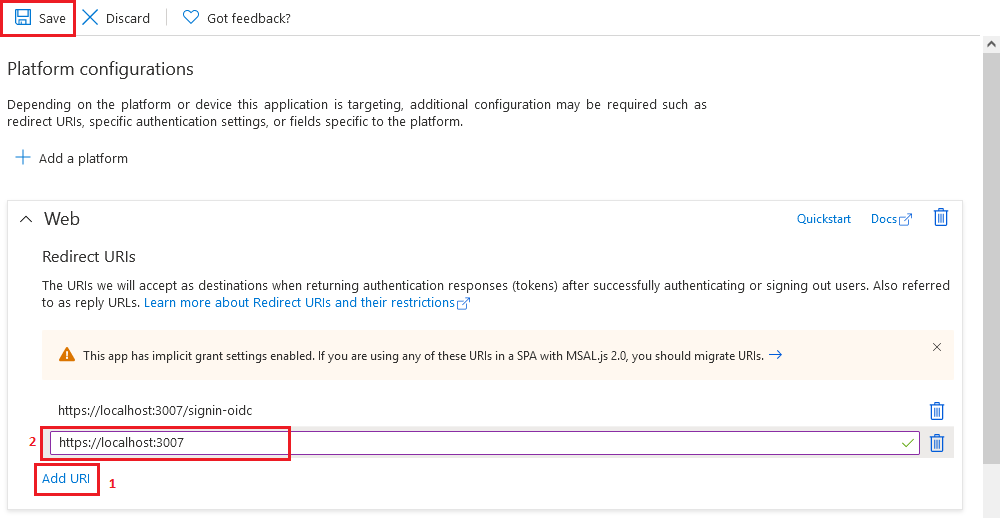 Save Discard Got feedback?
Platform configurations
Depending on the platform or device this application is targeting, additional configuration may be required such as
redirect URIs, specific authentication settings, or fields specific to the platform.
Add a platform
Web Quickstart Docs
Redirect URIs
The URIs we will accept as destinations when returning authentication responses (tokens) after successfully authenticating or signing out users. Also referred
to as reply URLs. Learn more about Redirect URIs and their restrictions
This app has implicit grant settings enabled. If you are using any of these URIs in a SPA with MSAL.js 2.0, you should migrate URIs.
https://localhost:3007/signin-oidc
2 https://localhost:3007
Add URI 1